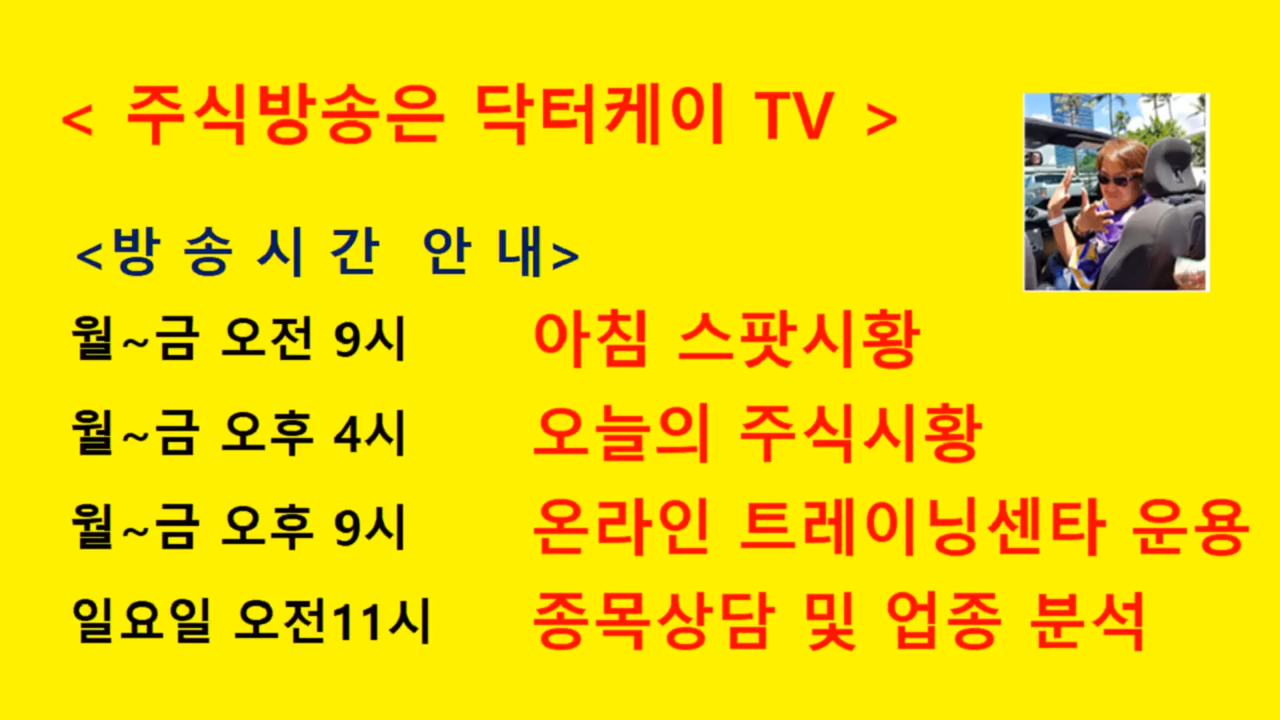 < 주식방송은 닥터케이 TV >
<방 송 시 간 안 내>
월~금 오전 9시 아침 스팟시황
월~금 오후 4시 오늘의 주식시황
월~금 오후 9시 온라인 트레이닝센타 운용
일요일 오전11시 종목상담 및 업종 분석